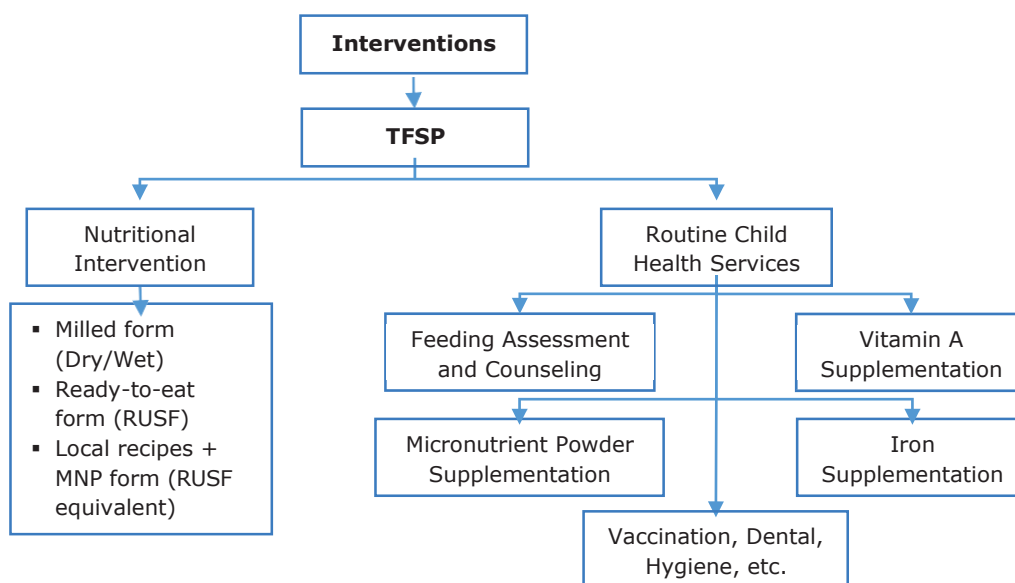 Interventions
TFSP
Nutritional
Intervention
Routine Child
Health Services
▪ Milled form
(Dry/Wet)
▪ Ready-to-eat
form (RUSF)
▪ Local recipes +
MNP form (RUSF
equivalent)
Feeding Assessment
and Counseling
Vitamin A
Supplementation
Micronutrient Powder
Supplementation
Iron
Supplementation
Vaccination, Dental,
Hygiene, etc.